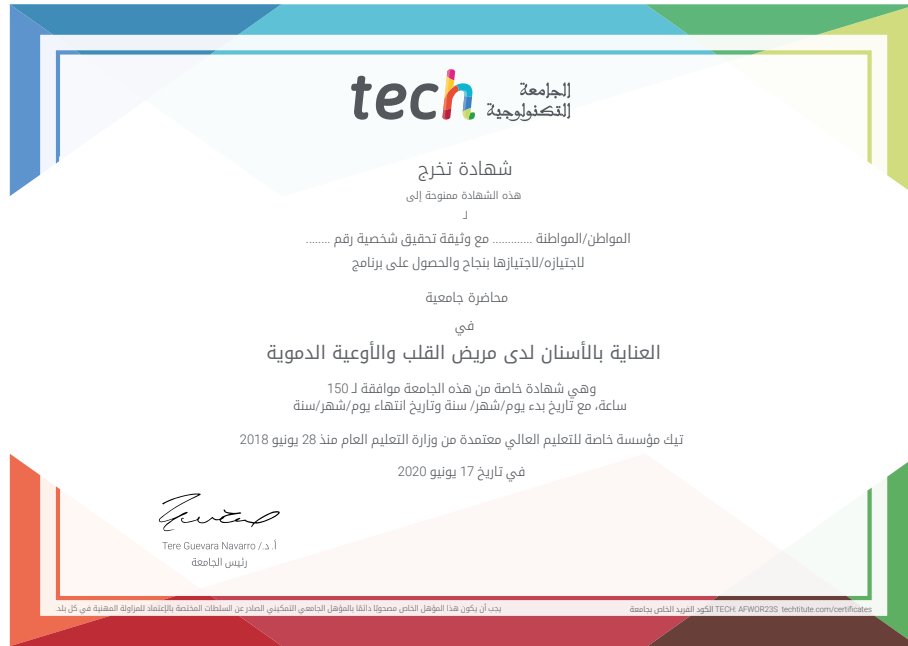 tech الجامعة
التكنولوجية
شهادة تخرج
هذه الشهادة ممنوحة إلى
لـ
المواطن/المواطنة ............ مع وثيقة تحقيق شخصية رقم ........
لاجتيازه/لاجتيازها بنجاح والحصول على برنامج
محاضرة جامعية
في
العناية بالأسنان لدى مريض القلب والأوعية الدموية
وهي شهادة خاصة من هذه الجامعة موافقة لـ 150
ساعة، مع تاريخ بدء يوم/شهر/ سنة وتاريخ انتهاء يوم/شهر/سنة
تيك مؤسسة خاصة للتعليم العالي معتمدة من وزارة التعليم العام منذ 28 يونيو 2018
في تاريخ 17 يونيو 2020
أ. د./ Tere Guevara Navarro
رئيس الجامعة
يجب أن يكون هذا المؤهل الخاص مصحوبًا دائمًا بالمؤهل الجامعي التمكيني الصادر عن السلطات المختصة بالإعتماد للمزاولة المهنية في كل بلد.
الكود الفريد الخاص بجامعة TECH: AFWOR23S techtitute.com/certificates